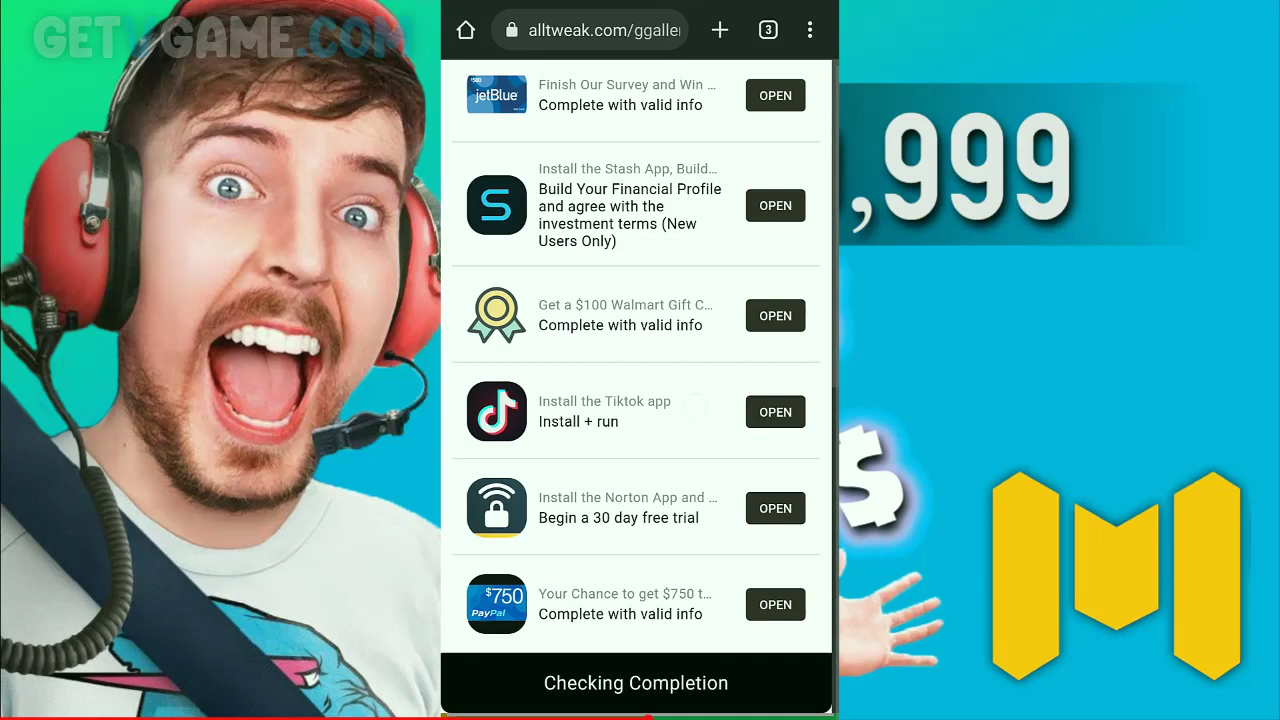 GETVGAME.COM
alltweak.com/ggaller
3
$500
jetBlue
Finish Our Survey and Win ...
Complete with valid info
OPEN
,999
Install the Stash App, Build...
Build Your Financial Profile
and agree with the
investment terms (New
Users Only)
OPEN
Get a $100 Walmart Gift C...
Complete with valid info
OPEN
Install the Tiktok app
Install + run
OPEN
S
Install the Norton App and ...
Begin a 30 day free trial
OPEN
$750
PayPal
Your Chance to get $750 t...
Complete with valid info
OPEN
Checking Completion